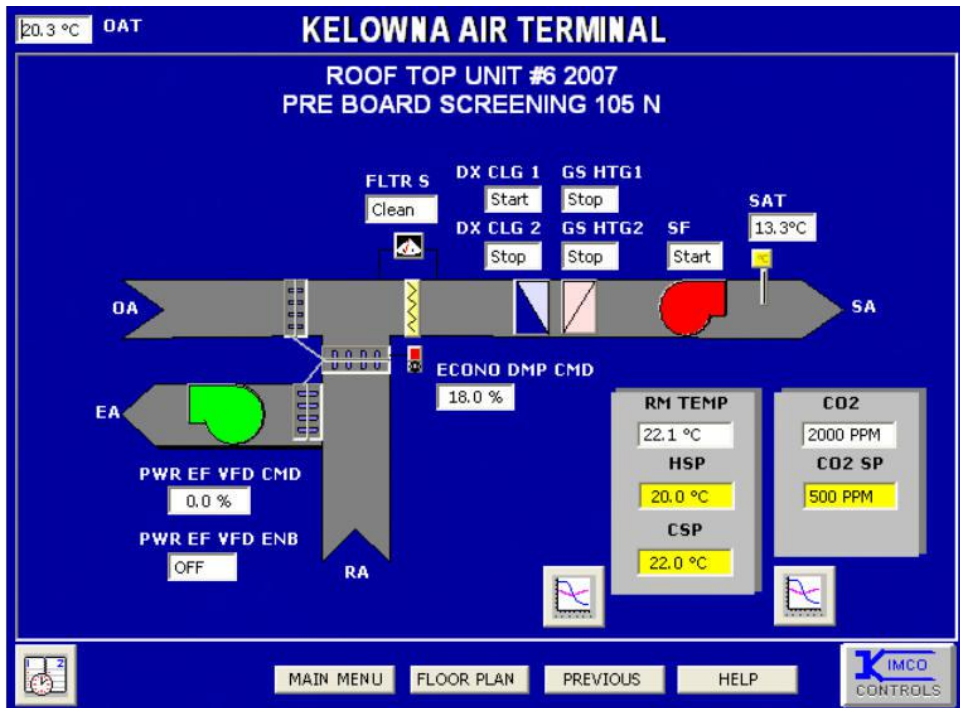 20.3 °C OAT
KELOWNA AIR TERMINAL
ROOF TOP UNIT #6 2007
PRE BOARD SCREENING 105 N
FLTR S
Clean
DX CLG 1
Start
GS HTG1
Stop
DX CLG 2
Stop
GS HTG2
Stop
SF
Start
SAT
13.3°C
°C
OA
SA
ECONO DMP CMD
18.0 %
EA
PWR EF VFD CMD
0.0 %
PWR EF VFD ENB
OFF
RA
RM TEMP
22.1 °C
HSP
20.0 °C
CSP
22.0 °C
CO2
2000 PPM
CO2 SP
500 PPM
1 2
MAIN MENU FLOOR PLAN PREVIOUS HELP
KIMCO
CONTROLS